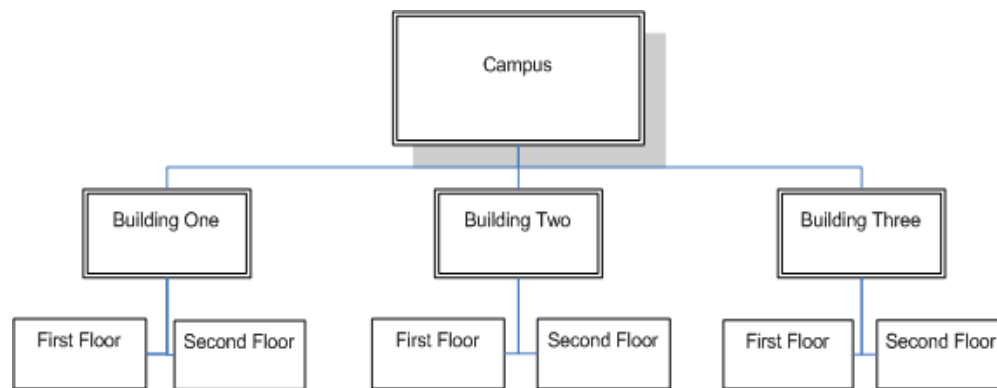 Campus
Building One
Building Two
Building Three
First Floor
Second Floor
First Floor
Second Floor
First Floor
Second Floor